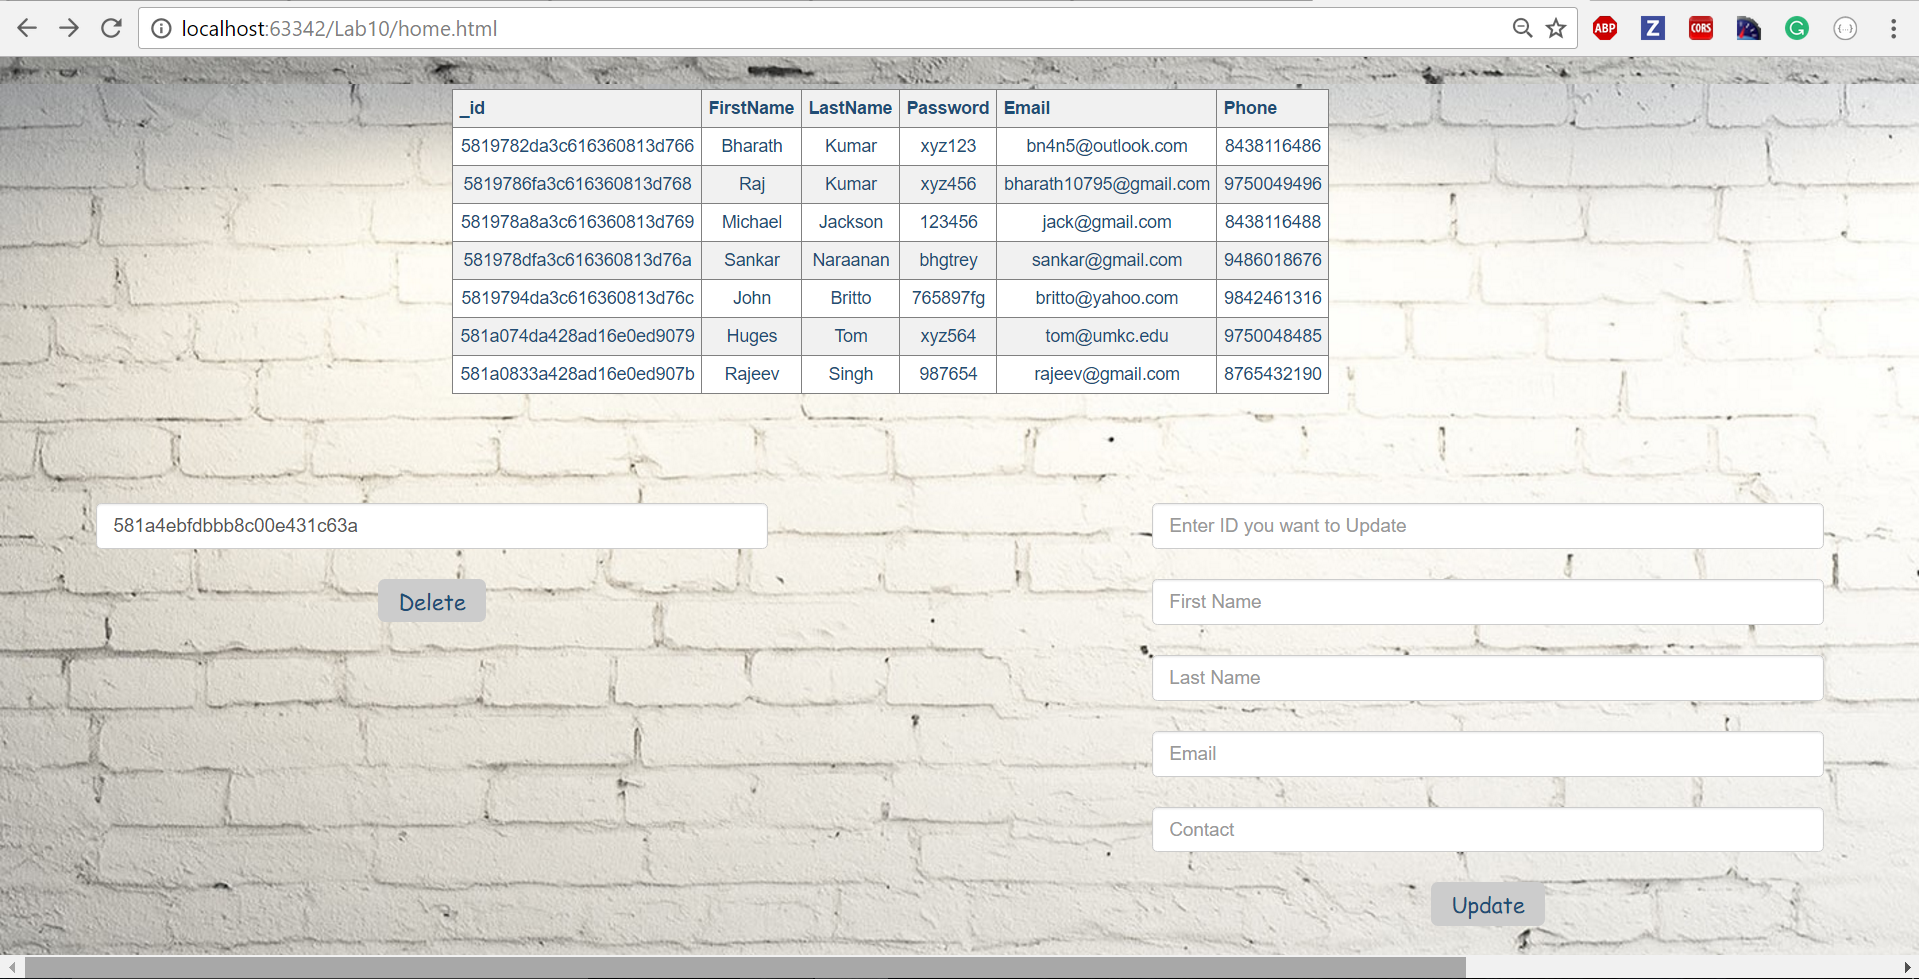 localhost:63342/Lab10/home.html ABP Z CORS G {...}
_id FirstName LastName Password Email Phone
5819782da3c616360813d766 Bharath Kumar xyz123 bn4n5@outlook.com 8438116486
5819786fa3c616360813d768 Raj Kumar xyz456 bharath10795@gmail.com 9750049496
581978a8a3c616360813d769 Michael Jackson 123456 jack@gmail.com 8438116488
581978dfa3c616360813d76a Sankar Naraanan bhgtrey sankar@gmail.com 9486018676
5819794da3c616360813d76c John Britto 765897fg britto@yahoo.com 9842461316
581a074da428ad16e0ed9079 Huges Tom xyz564 tom@umkc.edu 9750048485
581a0833a428ad16e0ed907b Rajeev Singh 987654 rajeev@gmail.com 8765432190
581a4ebfdbbb8c00e431c63a Enter ID you want to Update
Delete First Name
Last Name
Email
Contact
Update